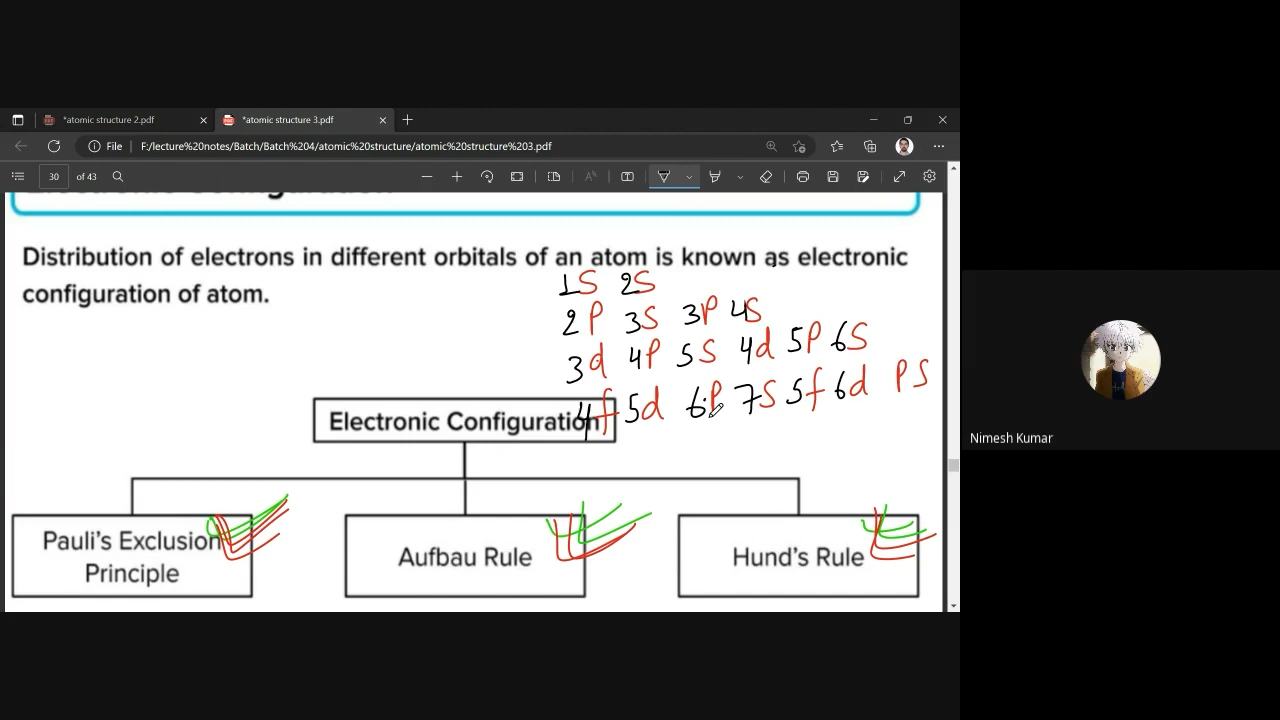 *atomic structure 2.pdf
*atomic structure 3.pdf
File F:/lecture%20notes/Batch/Batch%204/atomic%20structure/atomic%20structure%203.pdf
30 of 43
Distribution of electrons in different orbitals of an atom is known as electronic
configuration of atom.
1S 2S
2P 3S 3P 4S
3d 4P 5S 4d 5P 6S
4f 5d 6P 7S 5f 6d P S
Electronic Configuration
Pauli's Exclusion
Principle
Aufbau Rule
Hund's Rule
Nimesh Kumar